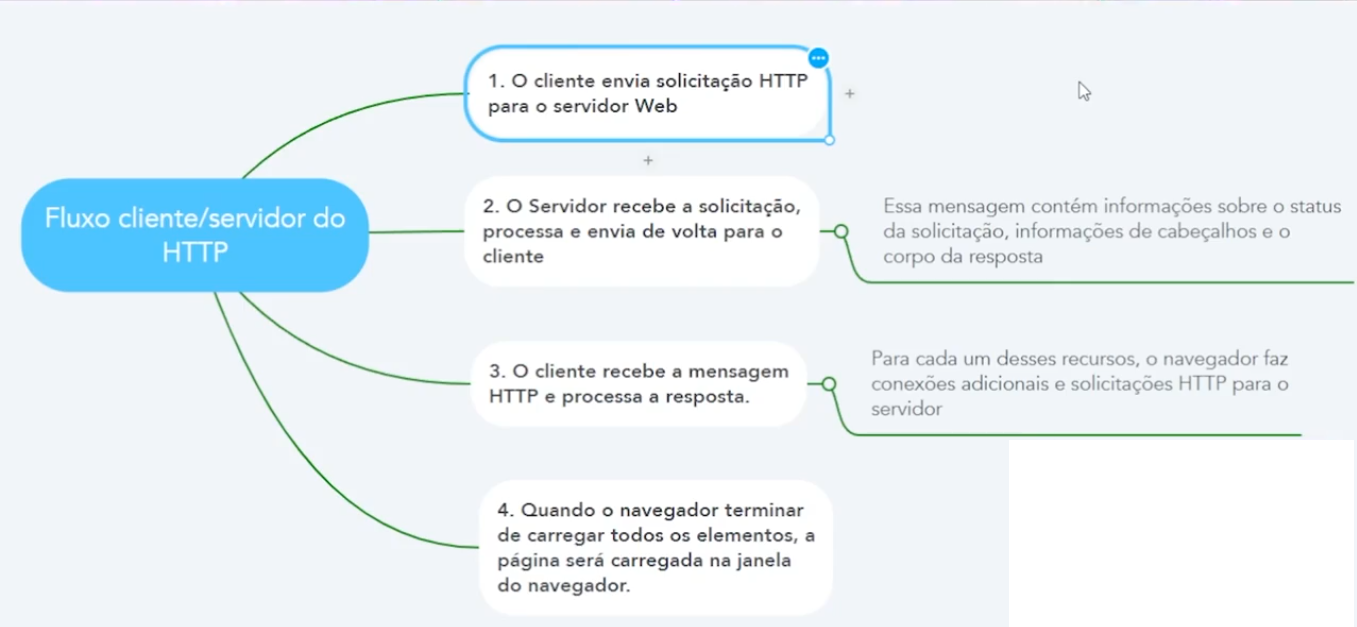 Fluxo cliente/servidor do
HTTP
1. O cliente envia solicitação HTTP
para o servidor Web
2. O Servidor recebe a solicitação,
processa e envia de volta para o
cliente
Essa mensagem contém informações sobre o status
da solicitação, informações de cabeçalhos e o
corpo da resposta
3. O cliente recebe a mensagem
HTTP e processa a resposta.
Para cada um desses recursos, o navegador faz
conexões adicionais e solicitações HTTP para o
servidor
4. Quando o navegador terminar
de carregar todos os elementos, a
página será carregada na janela
do navegador.